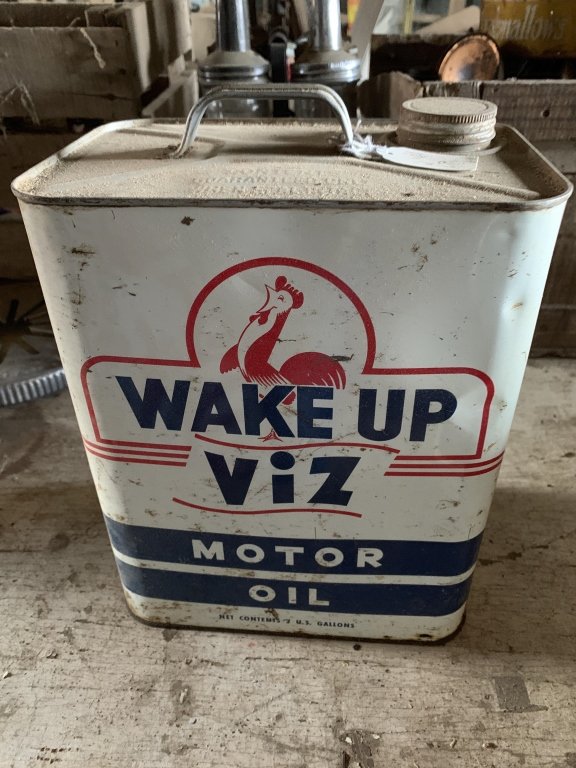 WAKE UP
ViZ
MOTOR
OIL
NET CONTENTS 2 U.S. GALLONS